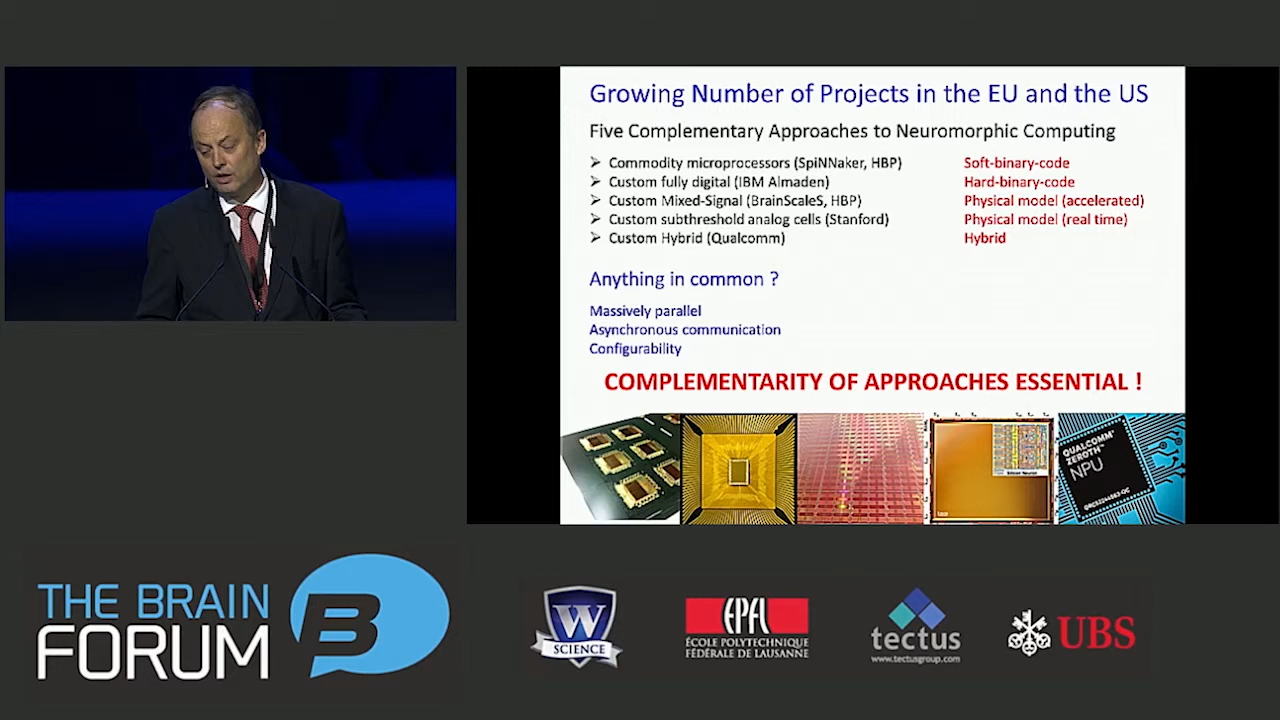 Growing Number of Projects in the EU and the US
Five Complementary Approaches to Neuromorphic Computing
➢ Commodity microprocessors (SpiNNaker, HBP) Soft-binary-code
➢ Custom fully digital (IBM Almaden) Hard-binary-code
➢ Custom Mixed-Signal (BrainScaleS, HBP) Physical model (accelerated)
➢ Custom subthreshold analog cells (Stanford) Physical model (real time)
➢ Custom Hybrid (Qualcomm) Hybrid
Anything in common ?
Massively parallel
Asynchronous communication
Configurability
COMPLEMENTARITY OF APPROACHES ESSENTIAL !
Silicon Neuron
QUALCOMM
ZEROTH™
NPU
THE BRAIN
FORUM
B
W
SCIENCE
EPFL
ÉCOLE POLYTECHNIQUE
FÉDÉRALE DE LAUSANNE
tectus
www.tectusgroup.com
UBS